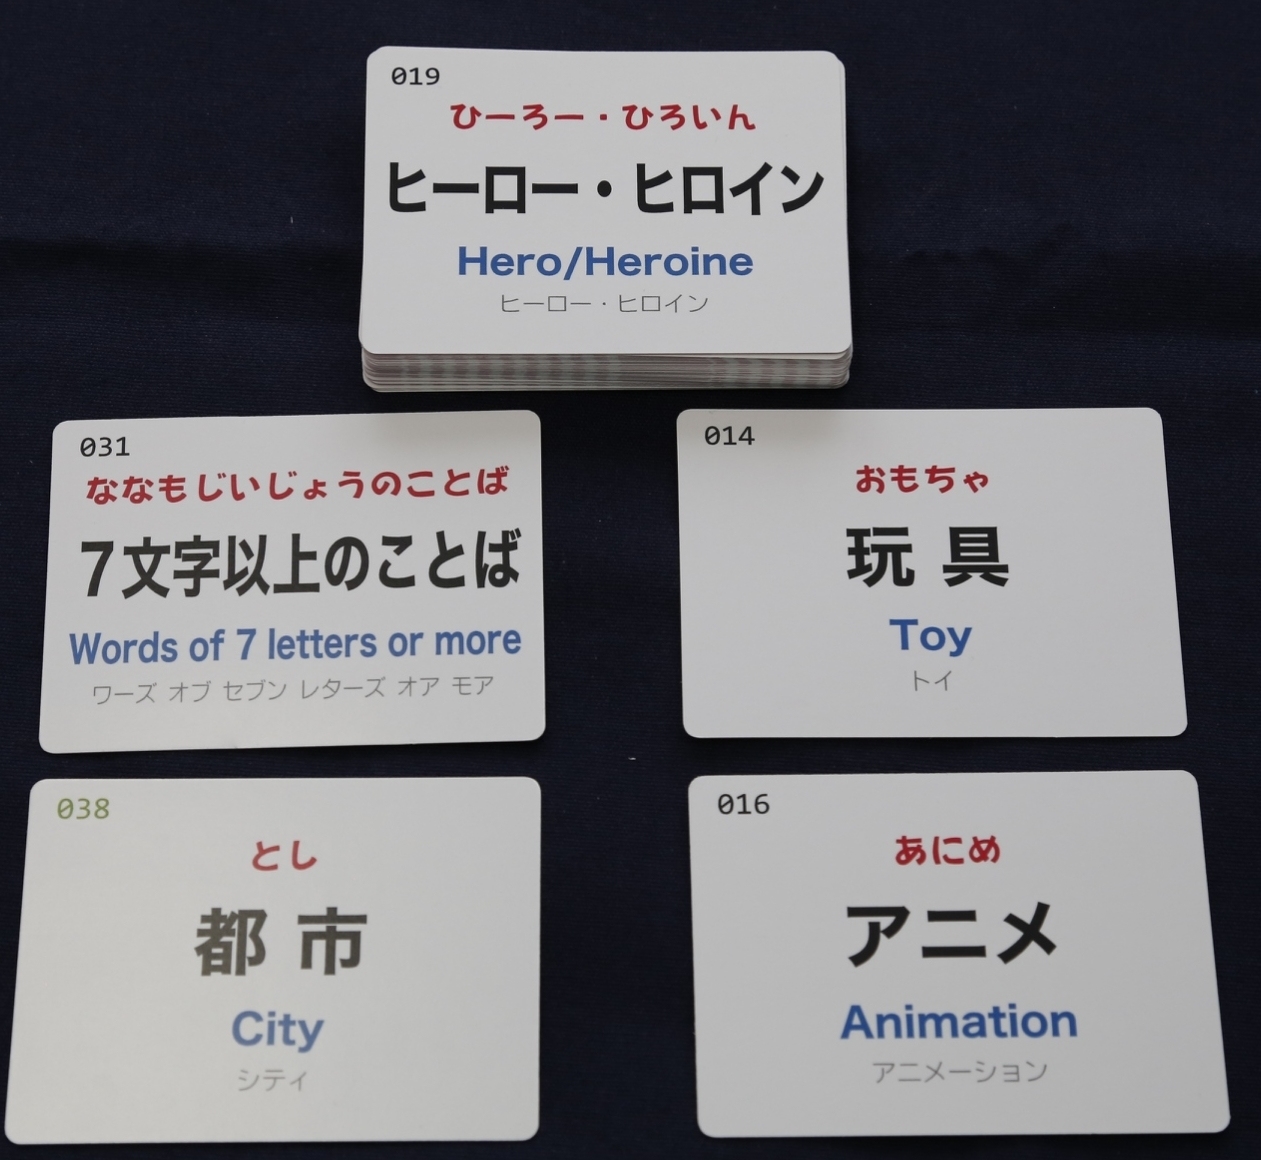 019
ひーろー・ひろいん
ヒーロー・ヒロイン
Hero/Heroine
ヒーロー・ヒロイン
031
ななもじいじょうのことば
7文字以上のことば
Words of 7 letters or more
ワーズ オブ セブン レターズ オア モア
014
おもちゃ
玩具
Toy
トイ
038
とし
都市
City
シティ
016
あにめ
アニメ
Animation
アニメーション